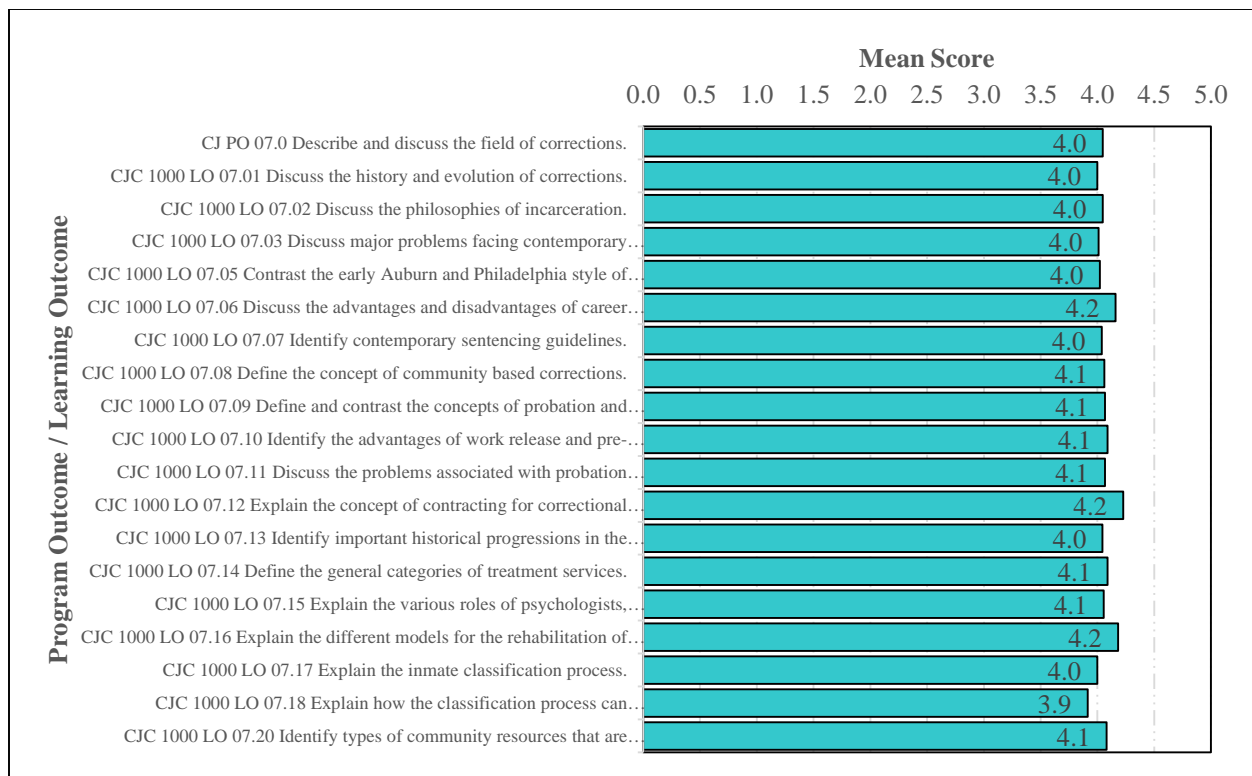 Mean Score
0.0 0.5 1.0 1.5 2.0 2.5 3.0 3.5 4.0 4.5 5.0
Program Outcome / Learning Outcome
CJ PO 07.0 Describe and discuss the field of corrections. 4.0
CJC 1000 LO 07.01 Discuss the history and evolution of corrections. 4.0
CJC 1000 LO 07.02 Discuss the philosophies of incarceration. 4.0
CJC 1000 LO 07.03 Discuss major problems facing contemporary… 4.0
CJC 1000 LO 07.05 Contrast the early Auburn and Philadelphia style of… 4.0
CJC 1000 LO 07.06 Discuss the advantages and disadvantages of career… 4.2
CJC 1000 LO 07.07 Identify contemporary sentencing guidelines. 4.0
CJC 1000 LO 07.08 Define the concept of community based corrections. 4.1
CJC 1000 LO 07.09 Define and contrast the concepts of probation and… 4.1
CJC 1000 LO 07.10 Identify the advantages of work release and pre-… 4.1
CJC 1000 LO 07.11 Discuss the problems associated with probation… 4.1
CJC 1000 LO 07.12 Explain the concept of contracting for correctional… 4.2
CJC 1000 LO 07.13 Identify important historical progressions in the… 4.0
CJC 1000 LO 07.14 Define the general categories of treatment services. 4.1
CJC 1000 LO 07.15 Explain the various roles of psychologists,… 4.1
CJC 1000 LO 07.16 Explain the different models for the rehabilitation of… 4.2
CJC 1000 LO 07.17 Explain the inmate classification process. 4.0
CJC 1000 LO 07.18 Explain how the classification process can… 3.9
CJC 1000 LO 07.20 Identify types of community resources that are… 4.1